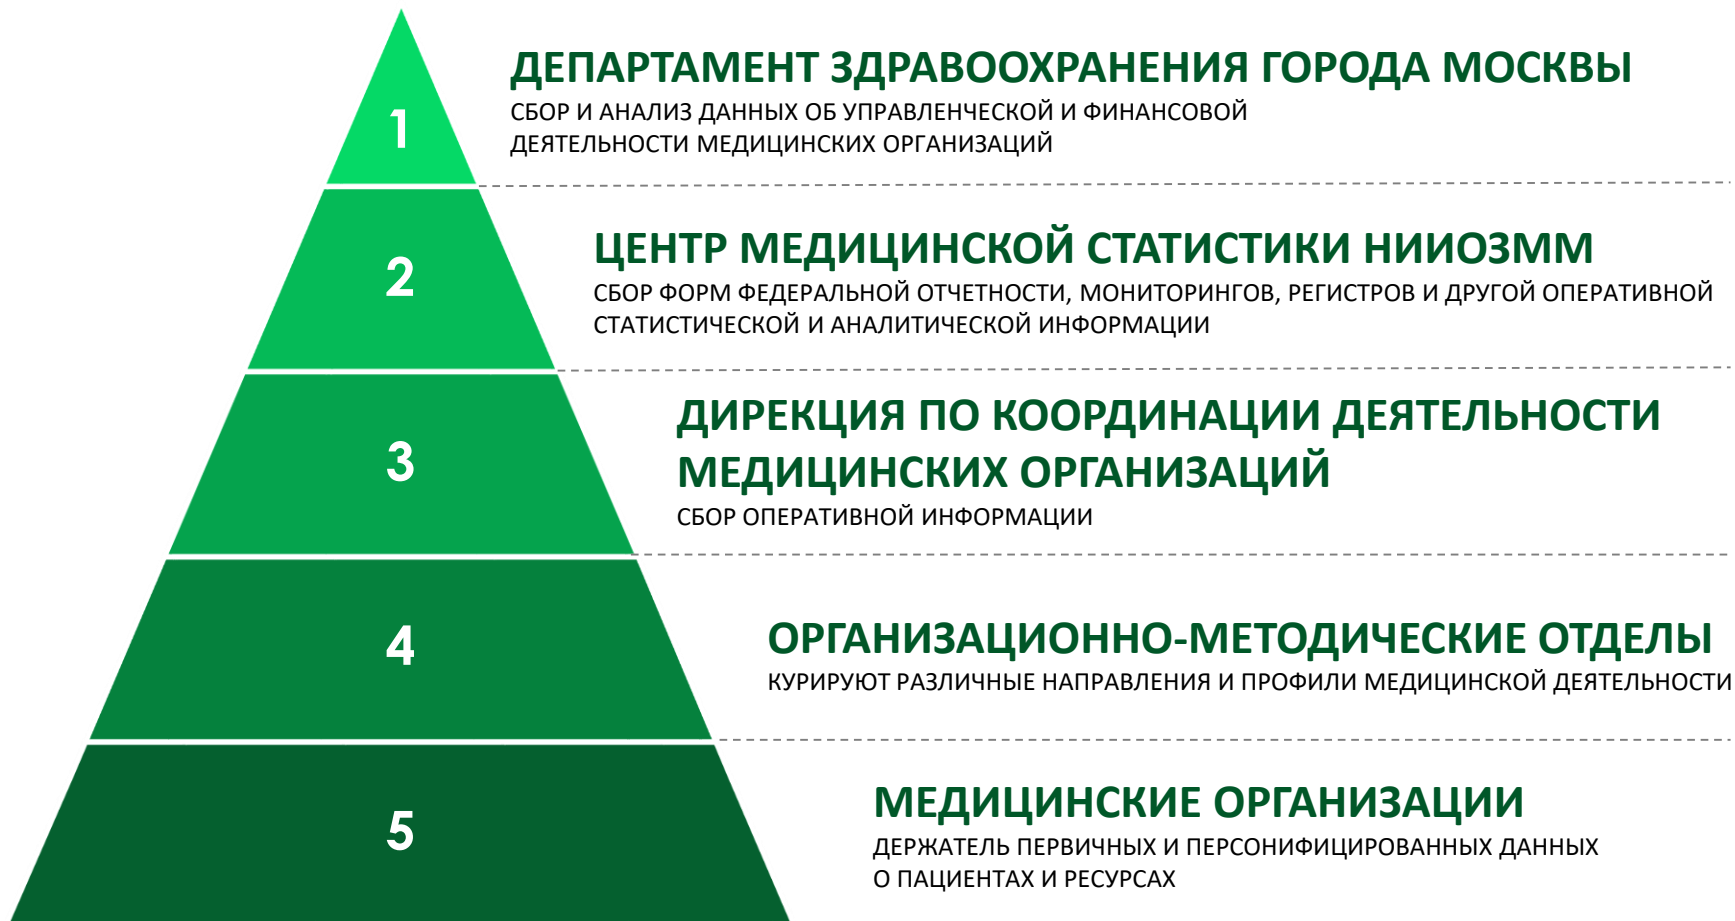 1
ДЕПАРТАМЕНТ ЗДРАВООХРАНЕНИЯ ГОРОДА МОСКВЫ
СБОР И АНАЛИЗ ДАННЫХ ОБ УПРАВЛЕНЧЕСКОЙ И ФИНАНСОВОЙ
ДЕЯТЕЛЬНОСТИ МЕДИЦИНСКИХ ОРГАНИЗАЦИЙ
2
ЦЕНТР МЕДИЦИНСКОЙ СТАТИСТИКИ НИИОЗММ
СБОР ФОРМ ФЕДЕРАЛЬНОЙ ОТЧЕТНОСТИ, МОНИТОРИНГОВ, РЕГИСТРОВ И ДРУГОЙ ОПЕРАТИВНОЙ
СТАТИСТИЧЕСКОЙ И АНАЛИТИЧЕСКОЙ ИНФОРМАЦИИ
3
ДИРЕКЦИЯ ПО КООРДИНАЦИИ ДЕЯТЕЛЬНОСТИ
МЕДИЦИНСКИХ ОРГАНИЗАЦИЙ
СБОР ОПЕРАТИВНОЙ ИНФОРМАЦИИ
4
ОРГАНИЗАЦИОННО-МЕТОДИЧЕСКИЕ ОТДЕЛЫ
КУРИРУЮТ РАЗЛИЧНЫЕ НАПРАВЛЕНИЯ И ПРОФИЛИ МЕДИЦИНСКОЙ ДЕЯТЕЛЬНОСТИ
5
МЕДИЦИНСКИЕ ОРГАНИЗАЦИИ
ДЕРЖАТЕЛЬ ПЕРВИЧНЫХ И ПЕРСОНИФИЦИРОВАННЫХ ДАННЫХ
О ПАЦИЕНТАХ И РЕСУРСАХ